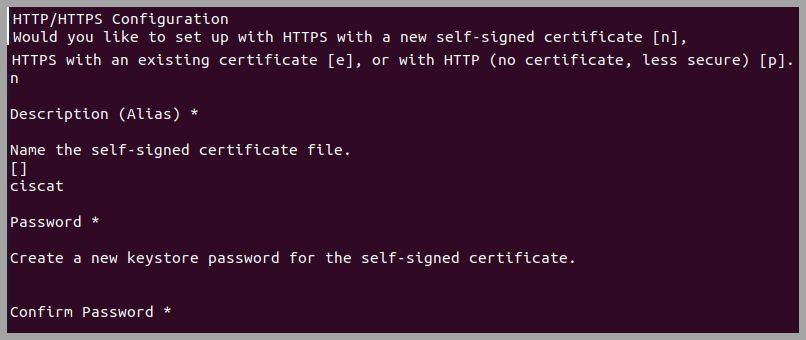 HTTP/HTTPS Configuration
Would you like to set up with HTTPS with a new self-signed certificate [n],
HTTPS with an existing certificate [e], or with HTTP (no certificate, less secure) [p].
n
Description (Alias) *
Name the self-signed certificate file.
[]
ciscat
Password *
Create a new keystore password for the self-signed certificate.
Confirm Password *